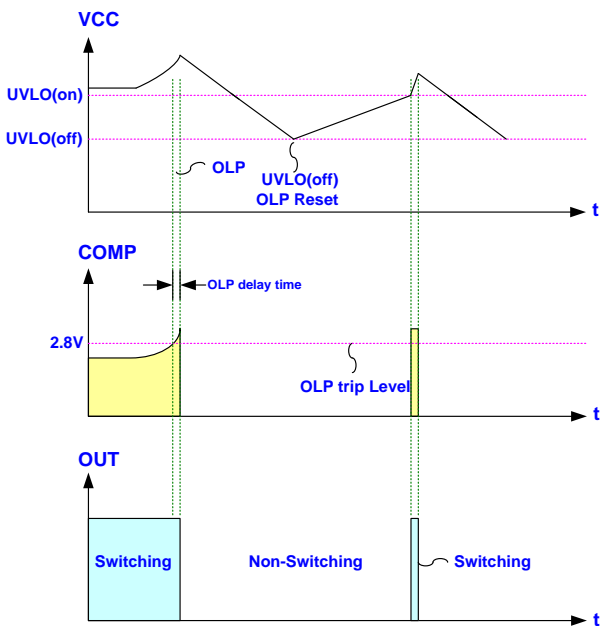 VCC
UVLO(on)
UVLO(off)
OLP
UVLO(off)
OLP Reset
t
COMP
OLP delay time
2.8V
OLP trip Level
t
OUT
Switching
Non-Switching
Switching
t